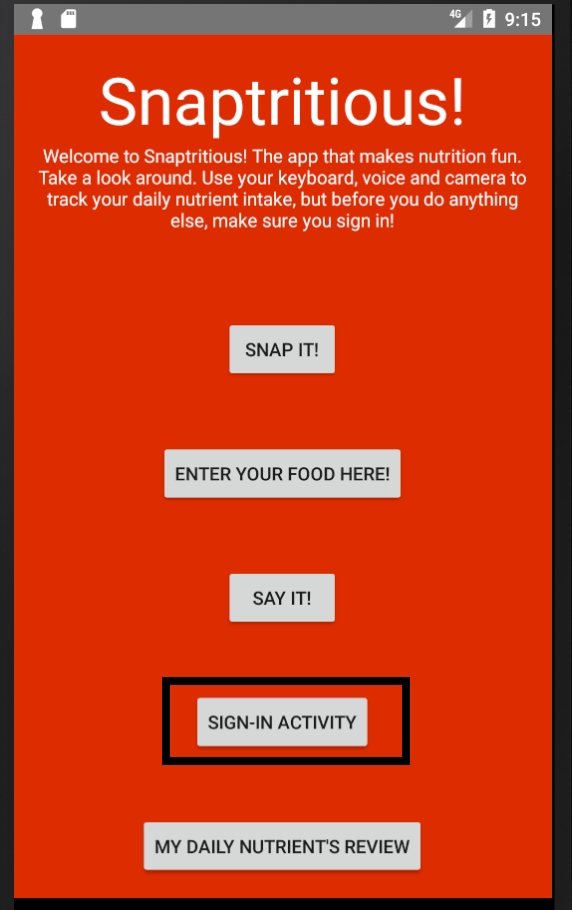 4G 9:15
Snaptritious!
Welcome to Snaptritious! The app that makes nutrition fun.
Take a look around. Use your keyboard, voice and camera to
track your daily nutrient intake, but before you do anything
else, make sure you sign in!
SNAP IT!
ENTER YOUR FOOD HERE!
SAY IT!
SIGN-IN ACTIVITY
MY DAILY NUTRIENT'S REVIEW